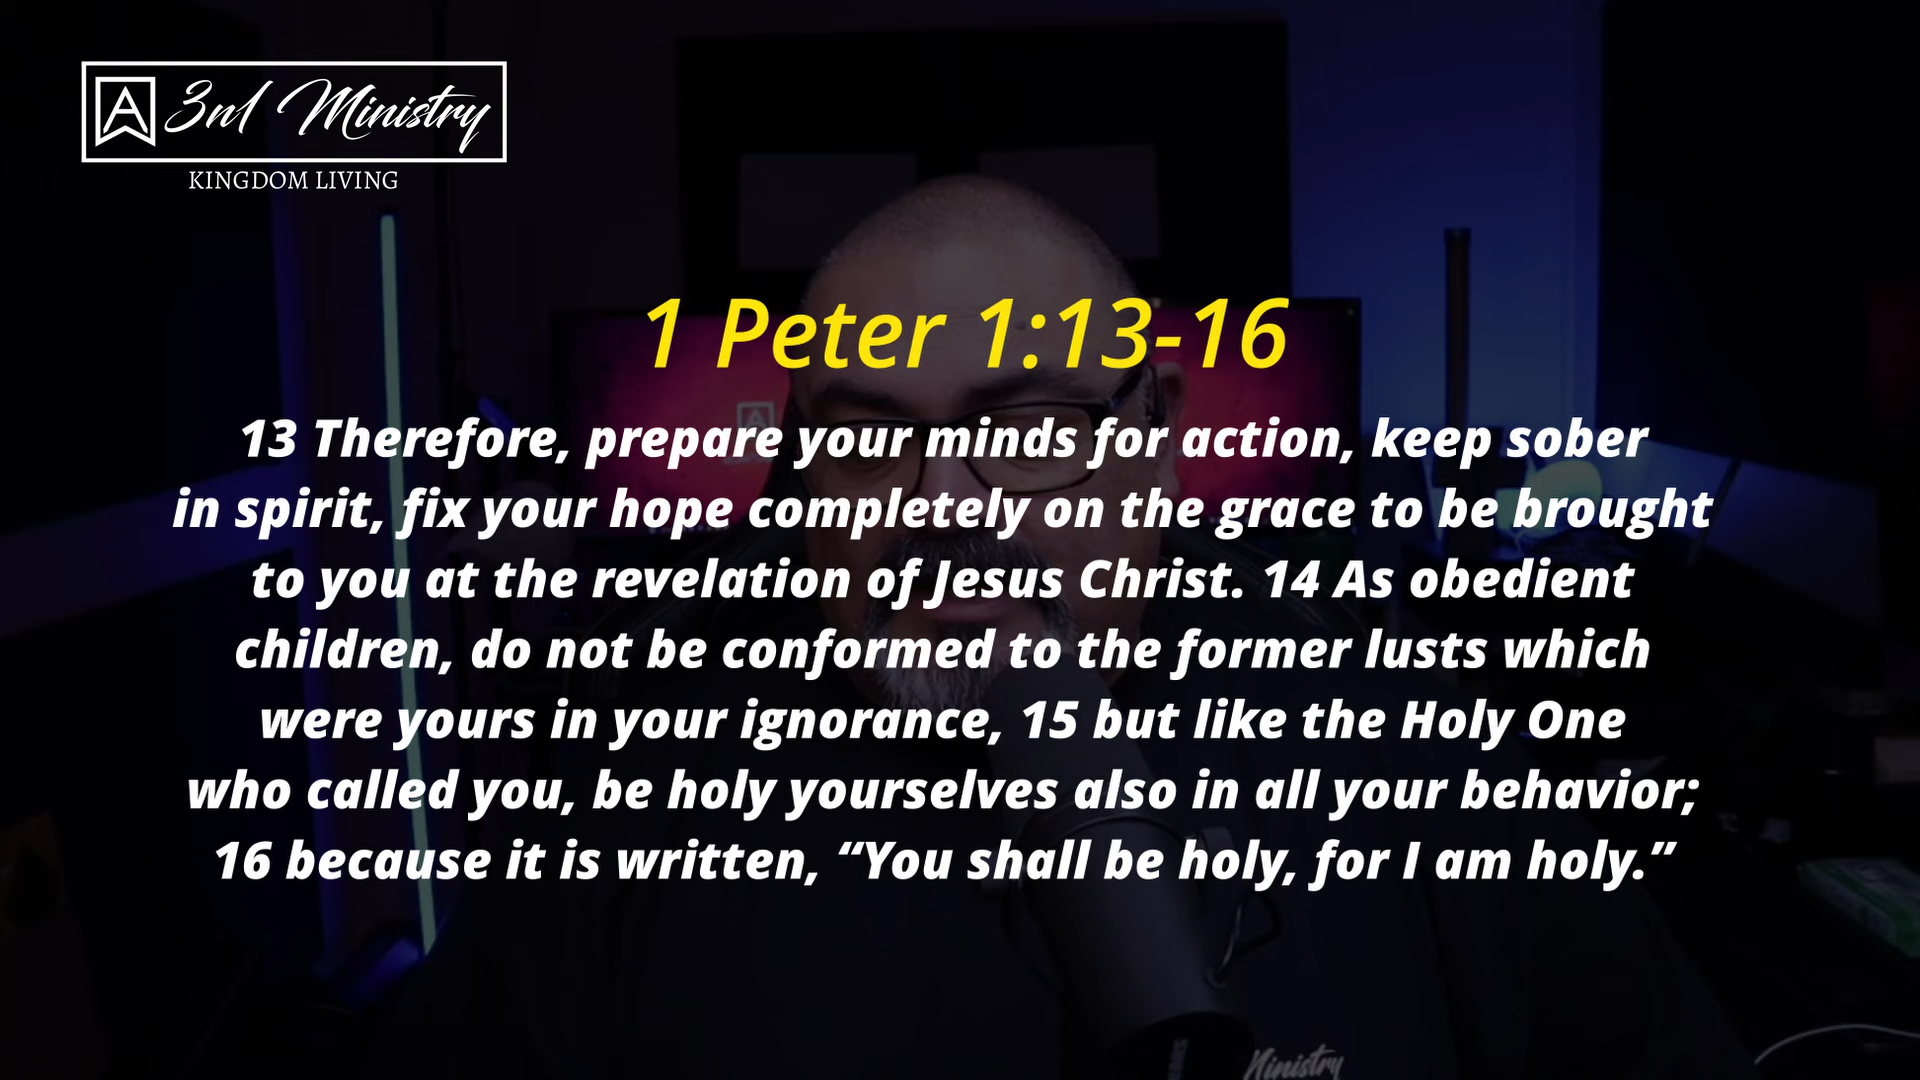 A 3n1 Ministry
KINGDOM LIVING
1 Peter 1:13-16
13 Therefore, prepare your minds for action, keep sober
in spirit, fix your hope completely on the grace to be brought
to you at the revelation of Jesus Christ. 14 As obedient
children, do not be conformed to the former lusts which
were yours in your ignorance, 15 but like the Holy One
who called you, be holy yourselves also in all your behavior;
16 because it is written, “You shall be holy, for I am holy.”
Ministry